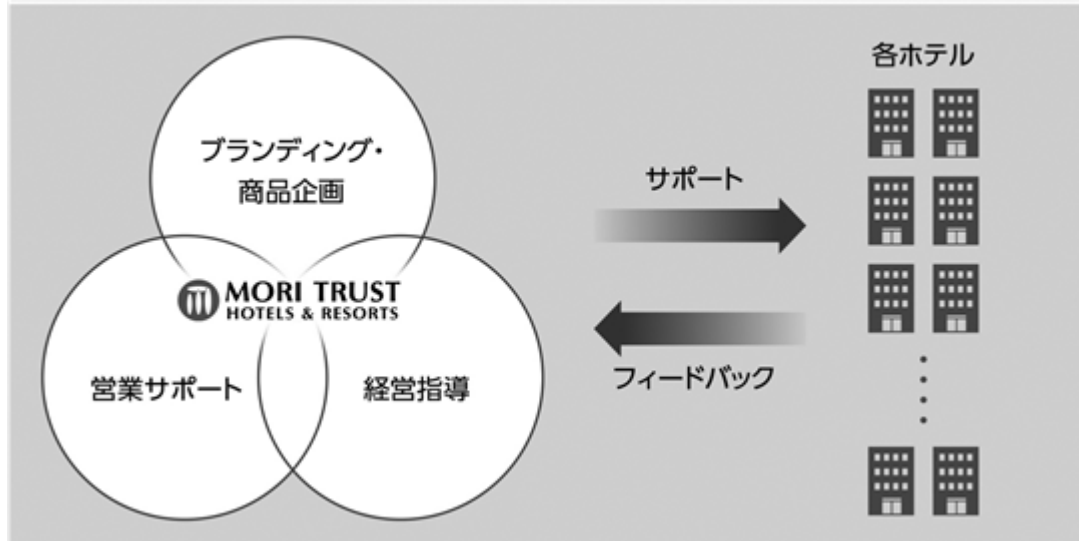 ブランディング・
商品企画
MORI TRUST
HOTELS & RESORTS
営業サポート
経営指導
サポート
フィードバック
各ホテル